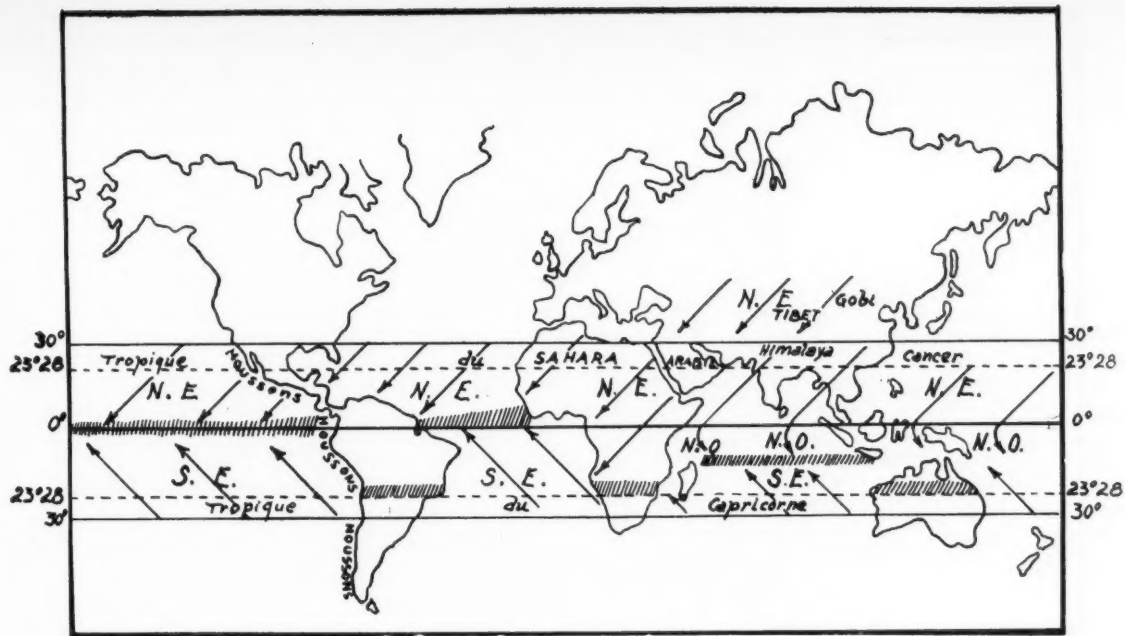 N. E. Gobi
TIBET
30° 30°
Tropique du SAHARA ARABIE Himalaya Cancer
23°28 23°28
MOUSSONS
N. E. N. E. N. E. N. E.
0° 0°
MOUSSONS
N.O. N.O. N.O.
S. E. S. E. S.E.
23°28 23°28
Tropique du Capricorne
30° 30°
MOUSSONS